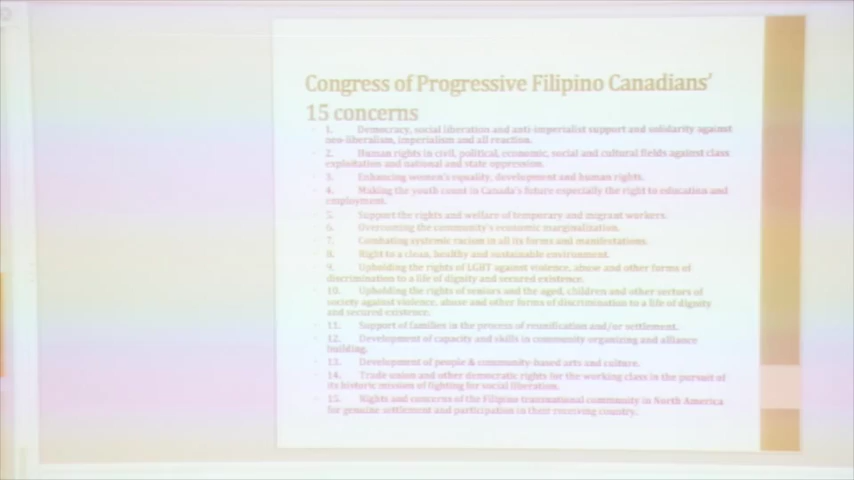 Congress of Progressive Filipino Canadians'
15 concerns
1. Democracy, social liberation and anti-imperialist support and solidarity against
neo-liberalism, imperialism and all reaction.
2. Human rights in civil, political, economic, social and cultural fields against class
exploitation and national and state oppression.
3. Enhancing women's equality, development and human rights.
4. Making the youth count in Canada's future especially the right to education and
employment.
5. Support the rights and welfare of temporary and migrant workers.
6. Overcoming the community's economic marginalization.
7. Combating systemic racism in all its forms and manifestations.
8. Right to a clean, healthy and sustainable environment.
9. Upholding the rights of LGBT against violence, abuse and other forms of
discrimination to a life of dignity and secured existence.
10. Upholding the rights of seniors and the aged, children and other sectors of
society against violence, abuse and other forms of discrimination to a life of dignity
and secured existence.
11. Support of families in the process of reunification and/or settlement.
12. Development of capacity and skills in community organizing and alliance
building.
13. Development of people & community-based arts and culture.
14. Trade union and other democratic rights for the working class in the pursuit of
its historic mission of fighting for social liberation.
15. Rights and concerns of the Filipino transnational community in North America
for genuine settlement and participation in their receiving country.